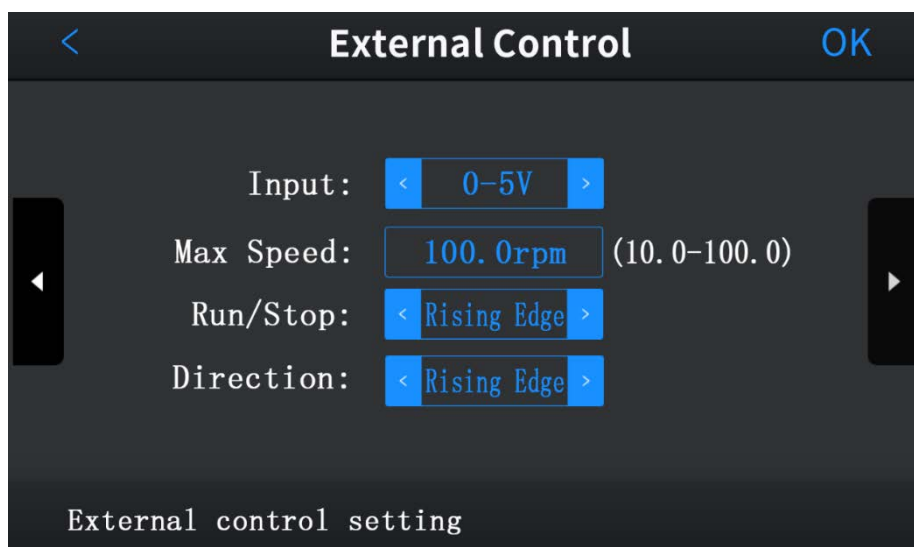 < External Control OK
Input: < 0-5V >
Max Speed: 100.0rpm (10.0-100.0)
Run/Stop: < Rising Edge >
Direction: < Rising Edge >
External control setting